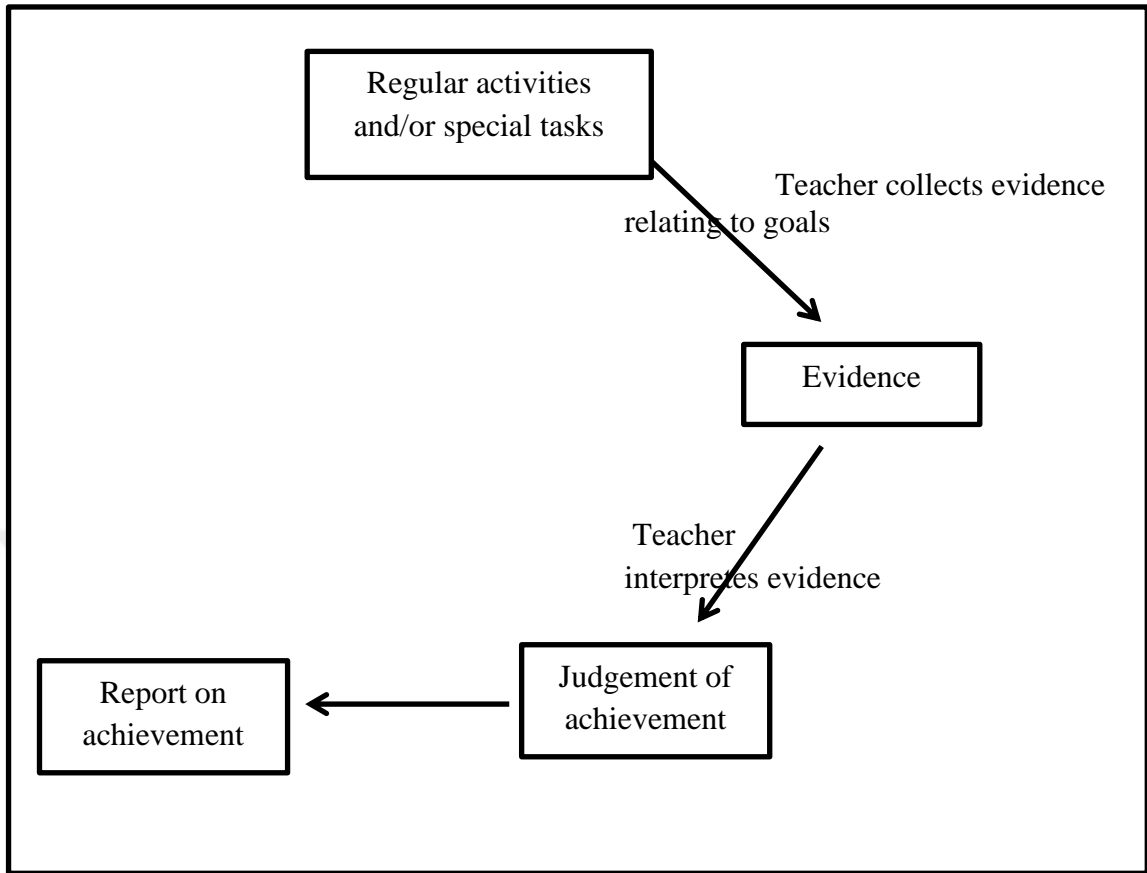 Regular activities
and/or special tasks
Teacher collects evidence
relating to goals
Evidence
Teacher
interpretes evidence
Judgement of
achievement
Report on
achievement